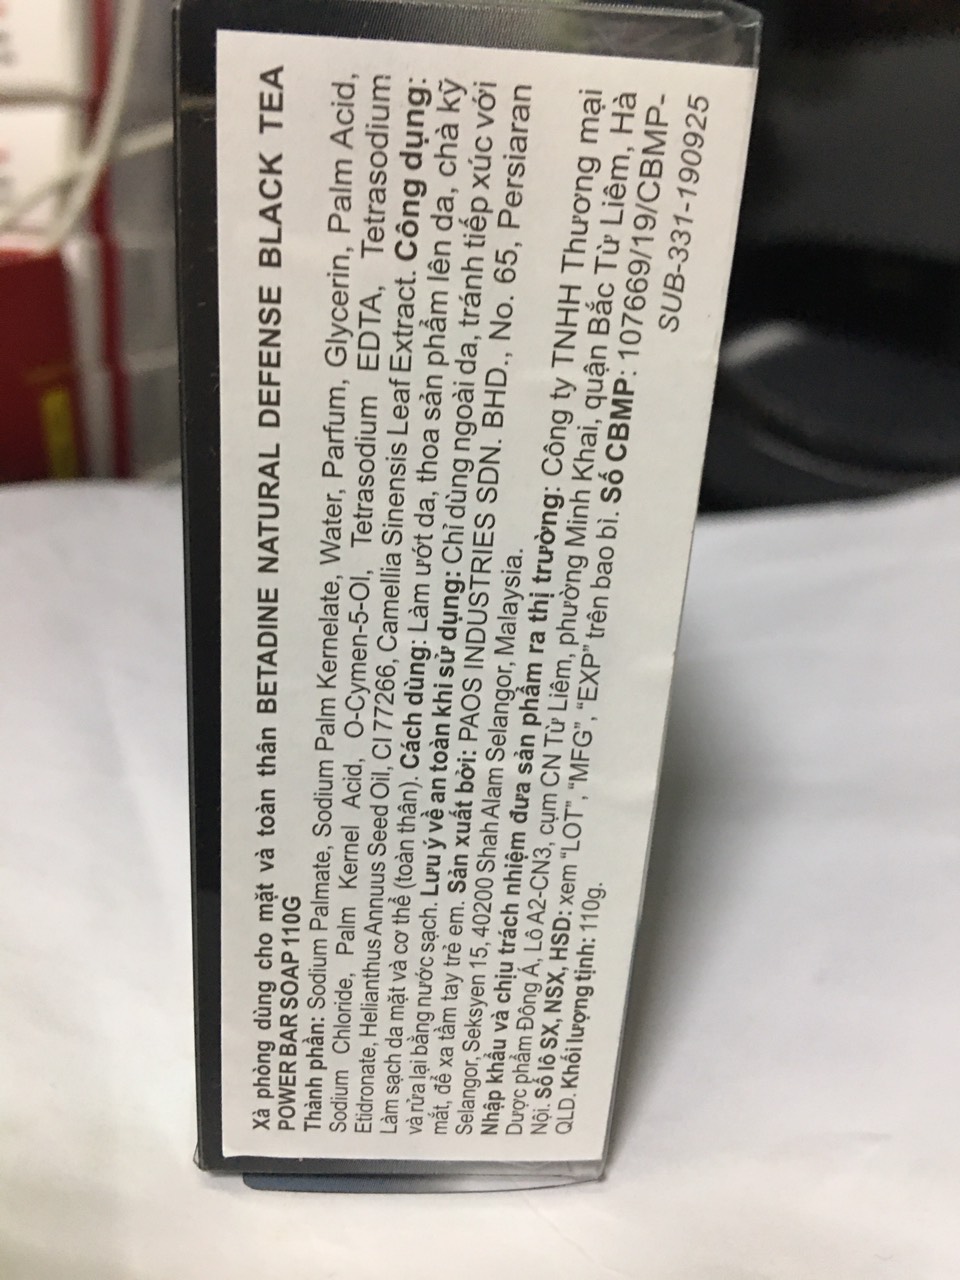 Xà phòng dùng cho mặt và toàn thân BETADINE NATURAL DEFENSE BLACK TEA
POWER BAR SOAP 110G
Thành phần: Sodium Palmate, Sodium Palm Kernelate, Water, Parfum, Glycerin, Palm Acid,
Sodium Chloride, Palm Kernel Acid, O-Cymen-5-Ol, Tetrasodium EDTA, Tetrasodium
Etidronate, Helianthus Annuus Seed Oil, CI 77266, Camellia Sinensis Leaf Extract. Công dụng:
Làm sạch da mặt và cơ thể (toàn thân). Cách dùng: Làm ướt da, thoa sản phẩm lên da, chà kỹ
và rửa lại bằng nước sạch. Lưu ý về an toàn khi sử dụng: Chỉ dùng ngoài da, tránh tiếp xúc với
mắt, để xa tầm tay trẻ em. Sản xuất bởi: PAOS INDUSTRIES SDN. BHD., No. 65, Persiaran
Selangor, Seksyen 15, 40200 Shah Alam Selangor, Malaysia.
Nhập khẩu và chịu trách nhiệm đưa sản phẩm ra thị trường: Công ty TNHH Thương mại
Dược phẩm Đông Á, Lô A2-CN3, cụm CN Từ Liêm, phường Minh Khai, quận Bắc Từ Liêm, Hà
Nội. Số lô SX, NSX, HSD: xem "LOT", "MFG", "EXP" trên bao bì. Số CBMP: 107669/19/CBMP-
QLD. Khối lượng tịnh: 110g.
SUB-331-190925